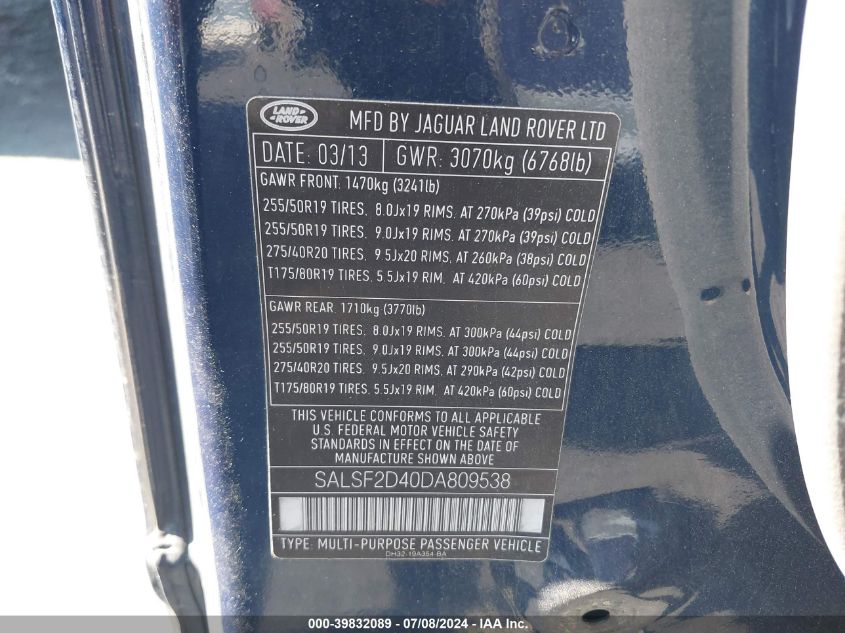 LAND ROVER
MFD BY JAGUAR LAND ROVER LTD
DATE: 03/13 GWR: 3070kg (6768lb)
GAWR FRONT: 1470kg (3241lb)
255/50R19 TIRES, 8.0Jx19 RIMS, AT 270kPa (39psi) COLD
255/50R19 TIRES, 9.0Jx19 RIMS, AT 270kPa (39psi) COLD
275/40R20 TIRES, 9.5Jx20 RIMS, AT 260kPa (38psi) COLD
T175/80R19 TIRES, 5.5Jx19 RIM, AT 420kPa (60psi) COLD
GAWR REAR: 1710kg (3770lb)
255/50R19 TIRES, 8.0Jx19 RIMS, AT 300kPa (44psi) COLD
255/50R19 TIRES, 9.0Jx19 RIMS, AT 300kPa (44psi) COLD
275/40R20 TIRES, 9.5Jx20 RIMS, AT 290kPa (42psi) COLD
T175/80R19 TIRES, 5.5Jx19 RIM, AT 420kPa (60psi) COLD
THIS VEHICLE CONFORMS TO ALL APPLICABLE
U.S. FEDERAL MOTOR VEHICLE SAFETY
STANDARDS IN EFFECT ON THE DATE OF
MANUFACTURE SHOWN ABOVE
SALSF2D40DA809538
TYPE: MULTI-PURPOSE PASSENGER VEHICLE
DH32-19A354-BA
000-39832089 - 07/08/2024 - IAA Inc.